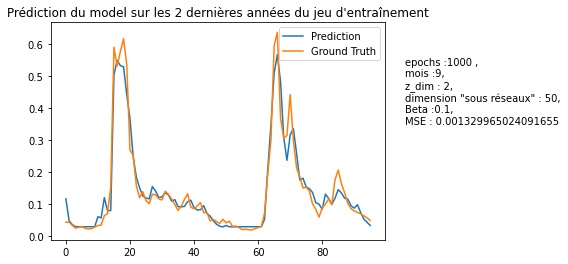 Prédiction du model sur les 2 dernières années du jeu d'entraînement
Prediction
Ground Truth
epochs :1000 ,
mois :9,
z_dim : 2,
dimension "sous réseaux" : 50,
Beta :0.1,
MSE : 0.001329965024091655
0.6
0.5
0.4
0.3
0.2
0.1
0.0
0
20
40
60
80